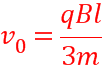 v₀ = qBl / 3m